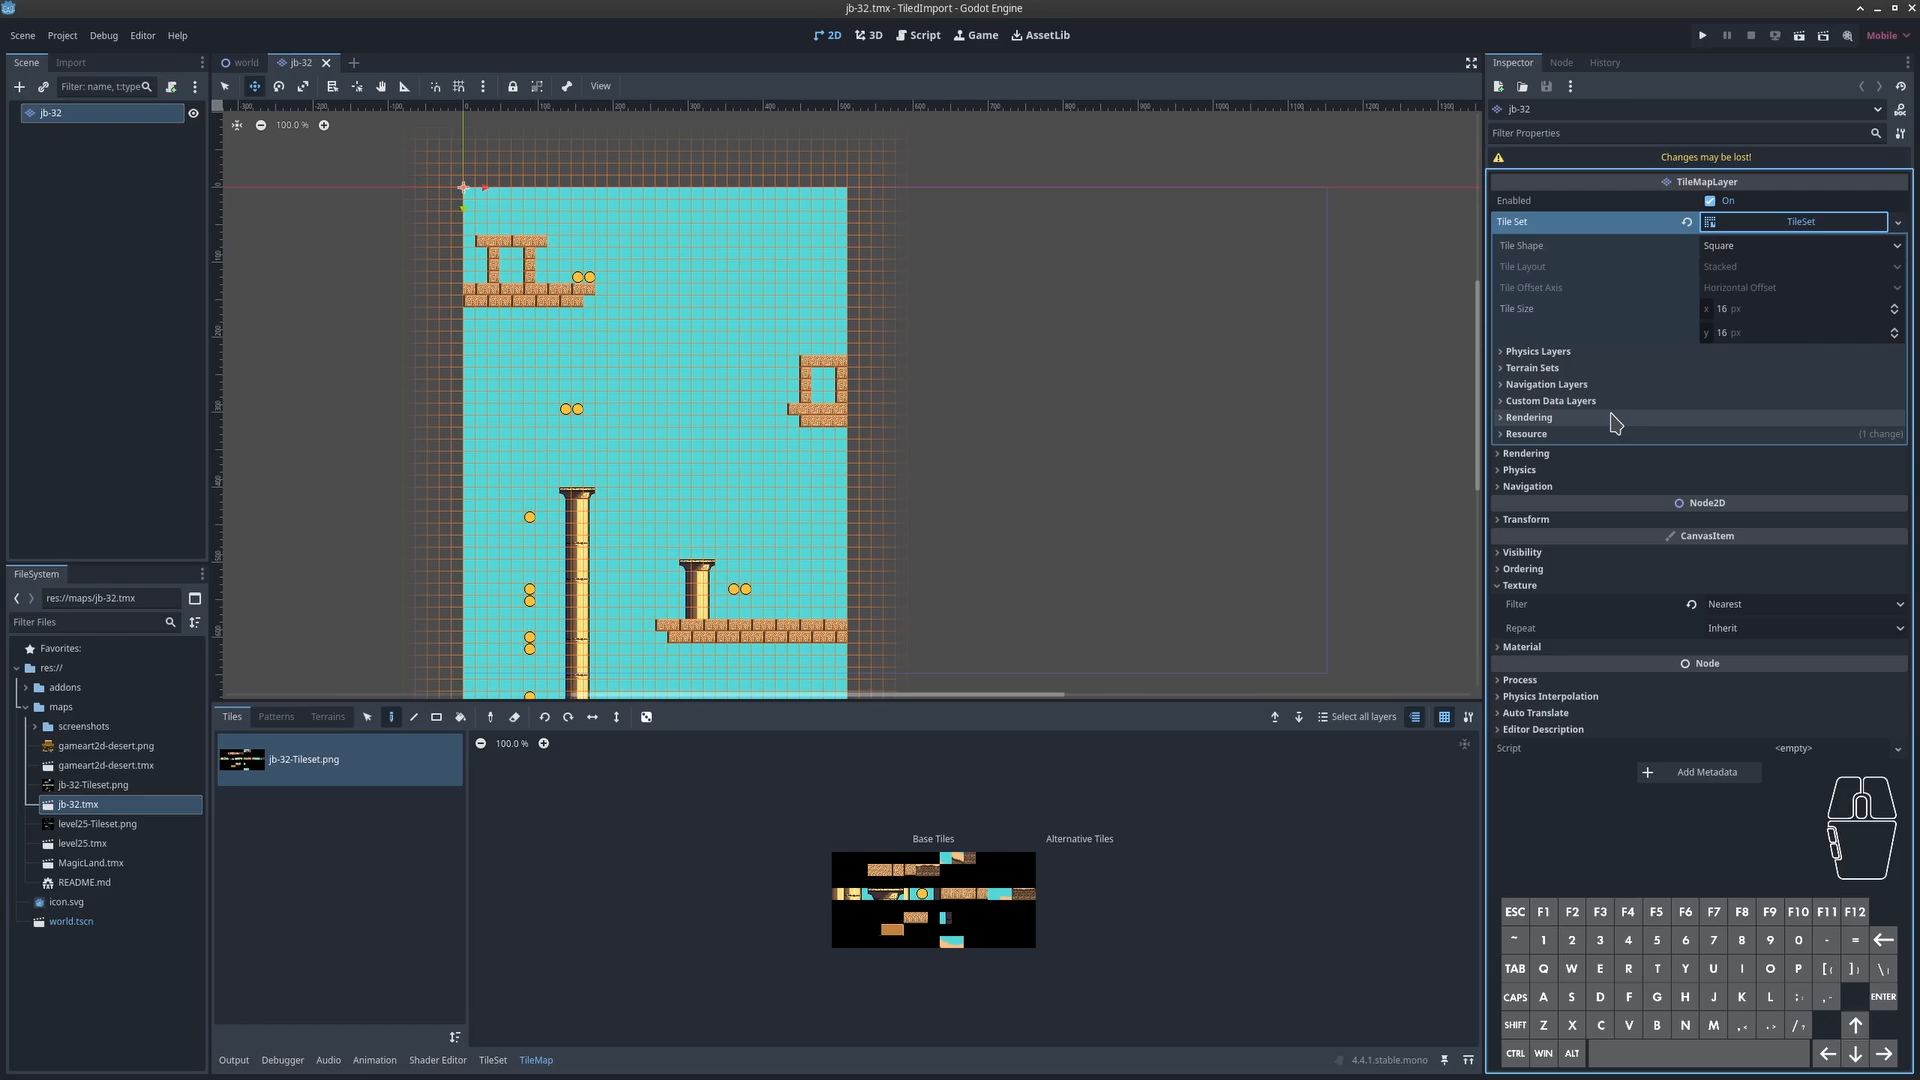 jb-32.tmx - TiledImport - Godot Engine
Scene Project Debug Editor Help
2D 3D Script Game AssetLib
Mobile
Scene Import
world jb-32
Inspector Node History
Filter: name, t:type
View
jb-32
jb-32
100.0 %
Filter Properties
Changes may be lost!
TileMapLayer
Enabled On
Tile Set TileSet
Tile Shape Square
Tile Layout Stacked
Tile Offset Axis Horizontal Offset
Tile Size x 16 px
y 16 px
Physics Layers
Terrain Sets
Navigation Layers
Custom Data Layers
Rendering
Resource (1 change)
Rendering
Physics
Navigation
Node2D
Transform
CanvasItem
Visibility
Ordering
Texture
Filter Nearest
Repeat Inherit
Material
Node
Process
Physics Interpolation
Auto Translate
Editor Description
Script <empty>
Add Metadata
FileSystem
res://maps/jb-32.tmx
Filter Files
Favorites:
res://
addons
maps
screenshots
gameart2d-desert.png
gameart2d-desert.tmx
jb-32-Tileset.png
jb-32.tmx
level25-Tileset.png
level25.tmx
MagicLand.tmx
README.md
icon.svg
world.tscn
Tiles Patterns Terrains
Select all layers
jb-32-Tileset.png
100.0 %
Base Tiles Alternative Tiles
Output Debugger Audio Animation Shader Editor TileSet TileMap
4.4.1.stable.mono
ESC F1 F2 F3 F4 F5 F6 F7 F8 F9 F10 F11 F12
~ 1 2 3 4 5 6 7 8 9 0 - =
TAB Q W E R T Y U I O P [{ ]} \|
CAPS A S D F G H J K L ; ENTER
SHIFT Z X C V B N M ,< .> /?
CTRL WIN ALT